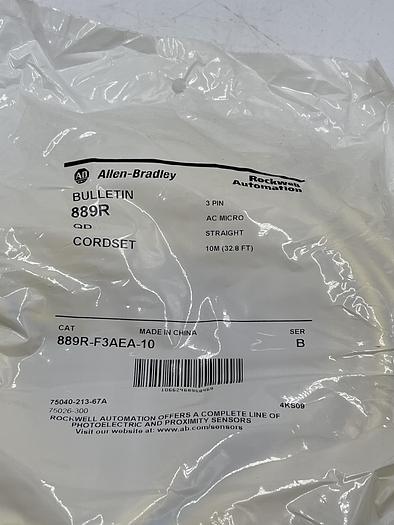 AB Allen-Bradley
Rockwell Automation
BULLETIN
889R
QD
CORDSET
3 PIN
AC MICRO
STRAIGHT
10M (32.8 FT)
CAT
MADE IN CHINA
SER
889R-F3AEA-10
B
75040-213-67A
75026-300
4KS09
ROCKWELL AUTOMATION OFFERS A COMPLETE LINE OF
PHOTOELECTRIC AND PROXIMITY SENSORS
Visit our website at: www.ab.com/sensors